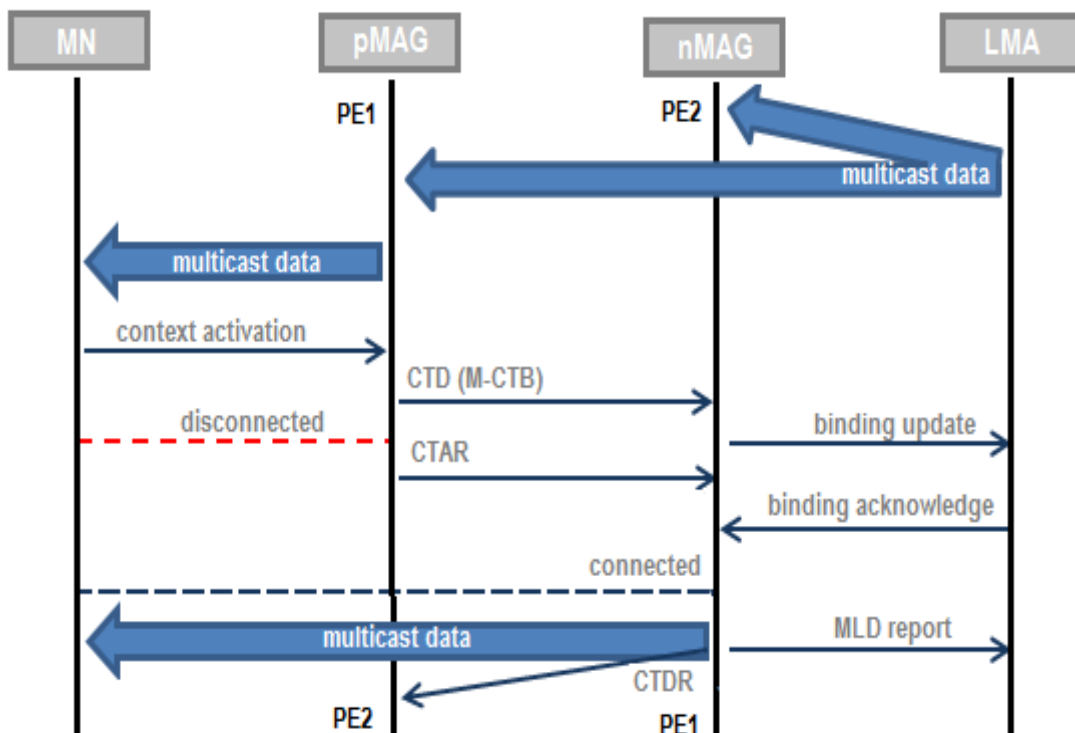 MN
pMAG
nMAG
LMA
PE1
PE2
multicast data
multicast data
context activation
CTD (M-CTB)
disconnected
binding update
CTAR
binding acknowledge
connected
multicast data
MLD report
CTDR
PE2
PE1